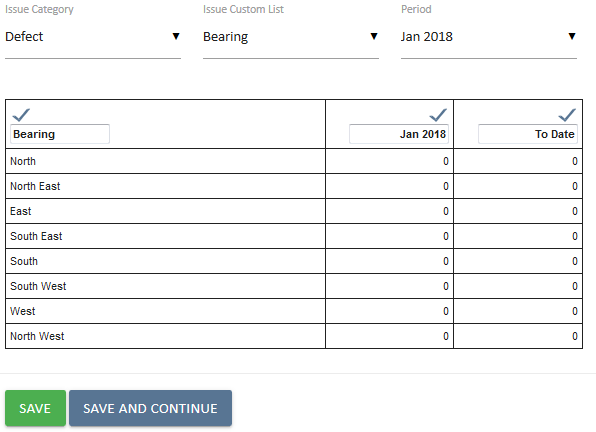 Issue Category Issue Custom List Period
Defect Bearing Jan 2018
Bearing Jan 2018 To Date
North 0 0
North East 0 0
East 0 0
South East 0 0
South 0 0
South West 0 0
West 0 0
North West 0 0
SAVE SAVE AND CONTINUE